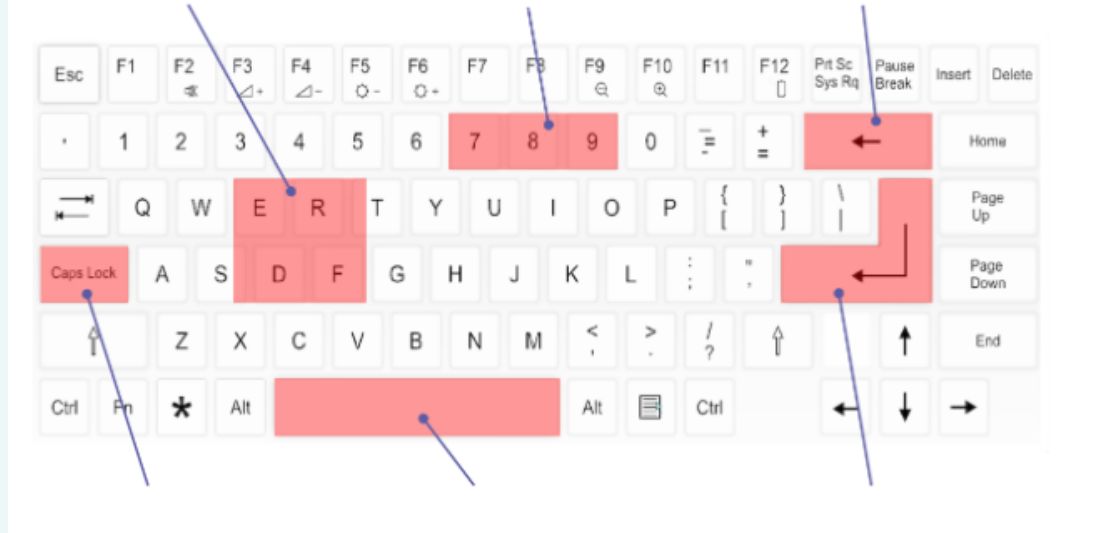 Esc F1 F2 F3 F4 F5 F6 F7 F8 F9 F10 F11 F12 Prt Sc Sys Rq Pause Break Insert Delete
' 1 2 3 4 5 6 7 8 9 0 - = + = ← Home
Q W E R T Y U I O P { [ } ] \ | Page Up
Caps Lock A S D F G H J K L : ; " ' Page Down
⇧ Z X C V B N M < , > . / ? ⇧ ↑ End
Ctrl Fn * Alt Alt Ctrl ← ↓ →